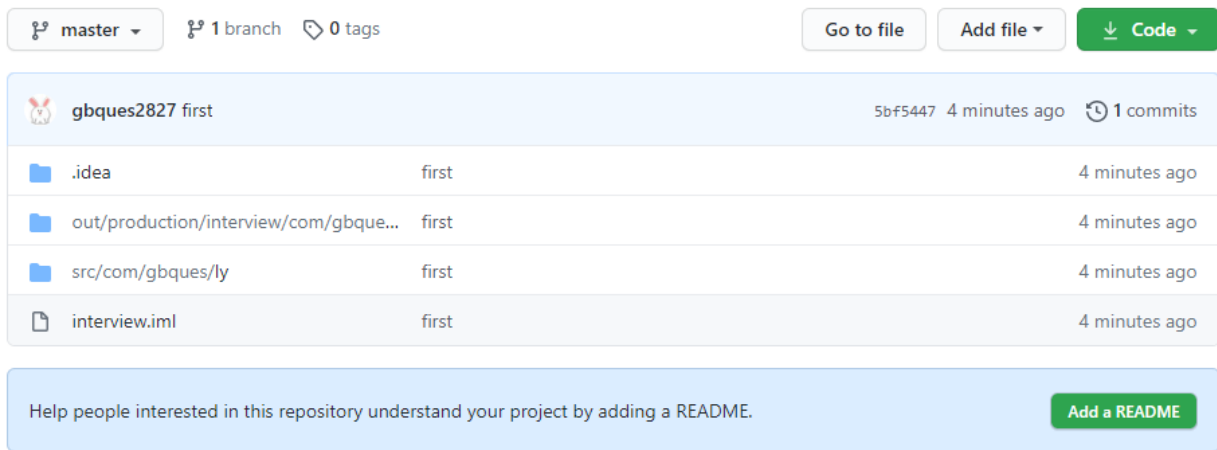 master 1 branch 0 tags Go to file Add file Code
gbques2827 first 5bf5447 4 minutes ago 1 commits
.idea first 4 minutes ago
out/production/interview/com/gbque... first 4 minutes ago
src/com/gbques/ly first 4 minutes ago
interview.iml first 4 minutes ago
Help people interested in this repository understand your project by adding a README. Add a README